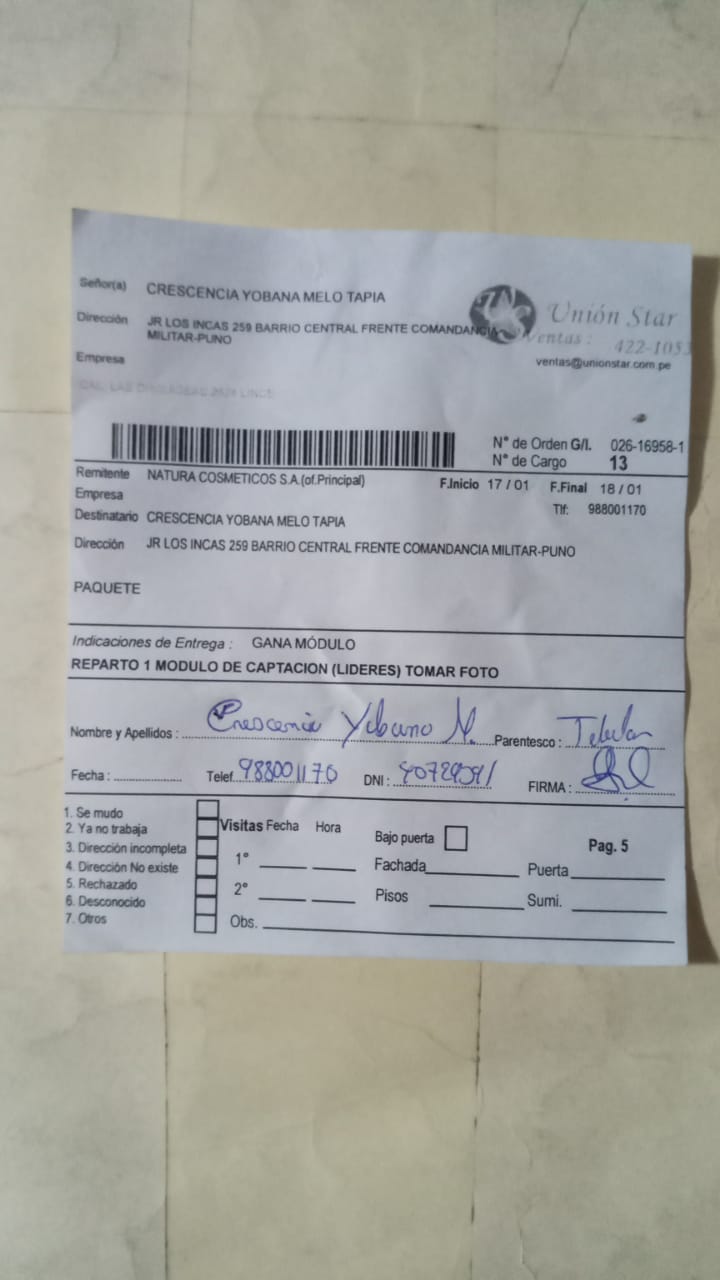 Señor(a) CRESCENCIA YOBANA MELO TAPIA
Dirección JR LOS INCAS 259 BARRIO CENTRAL FRENTE COMANDANCIA
MILITAR-PUNO
Empresa
Unión Star
Ventas : 422-1053
ventas@unionstar.com.pe
N° de Orden G/I. 026-16958-1
N° de Cargo 13
Remitente NATURA COSMETICOS S.A.(of.Principal)
F.Inicio 17 / 01 F.Final 18 / 01
Empresa
Tlf: 988001170
Destinatario CRESCENCIA YOBANA MELO TAPIA
Dirección JR LOS INCAS 259 BARRIO CENTRAL FRENTE COMANDANCIA MILITAR-PUNO
PAQUETE
Indicaciones de Entrega : GANA MÓDULO
REPARTO 1 MODULO DE CAPTACION (LIDERES) TOMAR FOTO
Nombre y Apellidos : Crescencia Yobana M. Parentesco :
Fecha : Telef. 988001170 DNI : FIRMA :
1. Se mudo
2. Ya no trabaja
3. Dirección incompleta
4. Dirección No existe
5. Rechazado
6. Desconocido
7. Otros
Visitas Fecha Hora
1°
2°
Obs.
Bajo puerta
Pag. 5
Fachada Puerta
Pisos Sumi.